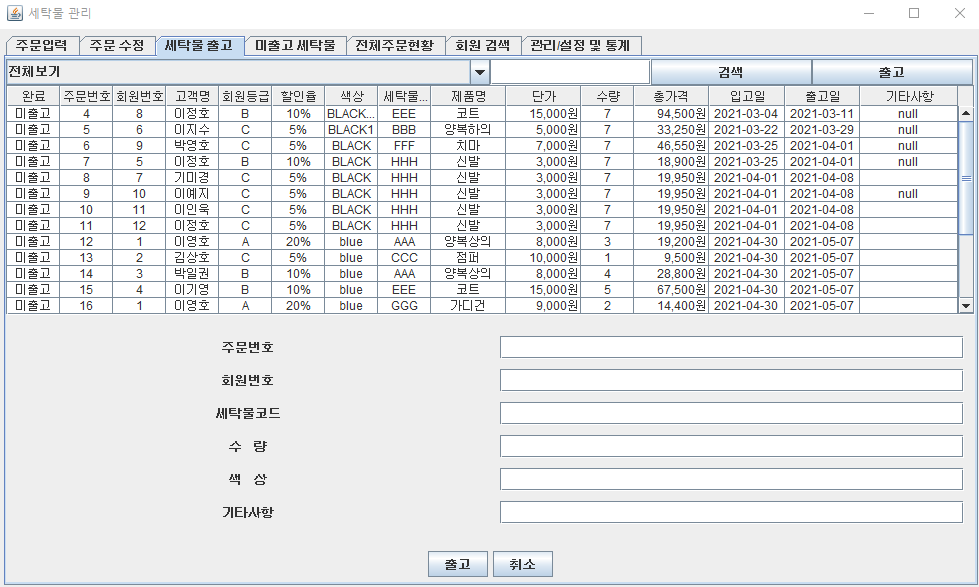 세탁물 관리
주문입력 주문 수정 세탁물 출고 미출고 세탁물 전체주문현황 회원 검색 관리/설정 및 통계
전체보기 검색 출고
완료 주문번호 회원번호 고객명 회원등급 할인율 색상 세탁물... 제품명 단가 수량 총가격 입고일 출고일 기타사항
미출고 4 8 이정호 B 10% BLACK... EEE 코트 15,000원 7 94,500원 2021-03-04 2021-03-11 null
미출고 5 6 이지수 C 5% BLACK1 BBB 양복하의 5,000원 7 33,250원 2021-03-22 2021-03-29 null
미출고 6 9 박영호 C 5% BLACK FFF 치마 7,000원 7 46,550원 2021-03-25 2021-04-01 null
미출고 7 5 이정호 B 10% BLACK HHH 신발 3,000원 7 18,900원 2021-03-25 2021-04-01 null
미출고 8 7 기미경 C 5% BLACK HHH 신발 3,000원 7 19,950원 2021-04-01 2021-04-08
미출고 9 10 이예지 C 5% BLACK HHH 신발 3,000원 7 19,950원 2021-04-01 2021-04-08 null
미출고 10 11 이인욱 C 5% BLACK HHH 신발 3,000원 7 19,950원 2021-04-01 2021-04-08
미출고 11 12 이정호 C 5% BLACK HHH 신발 3,000원 7 19,950원 2021-04-01 2021-04-08
미출고 12 1 이영호 A 20% blue AAA 양복상의 8,000원 3 19,200원 2021-04-30 2021-05-07
미출고 13 2 김상호 C 5% blue CCC 점퍼 10,000원 1 9,500원 2021-04-30 2021-05-07
미출고 14 3 박일권 B 10% blue AAA 양복상의 8,000원 4 28,800원 2021-04-30 2021-05-07
미출고 15 4 이기영 B 10% blue EEE 코트 15,000원 5 67,500원 2021-04-30 2021-05-07
미출고 16 1 이영호 A 20% blue GGG 가디건 9,000원 2 14,400원 2021-04-30 2021-05-07
주문번호
회원번호
세탁물코드
수 량
색 상
기타사항
출고 취소